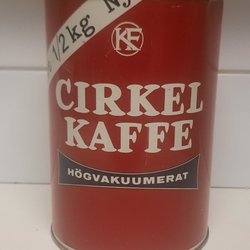 1/2 kg
KF
CIRKEL
KAFFE
HÖGVAKUUMERAT